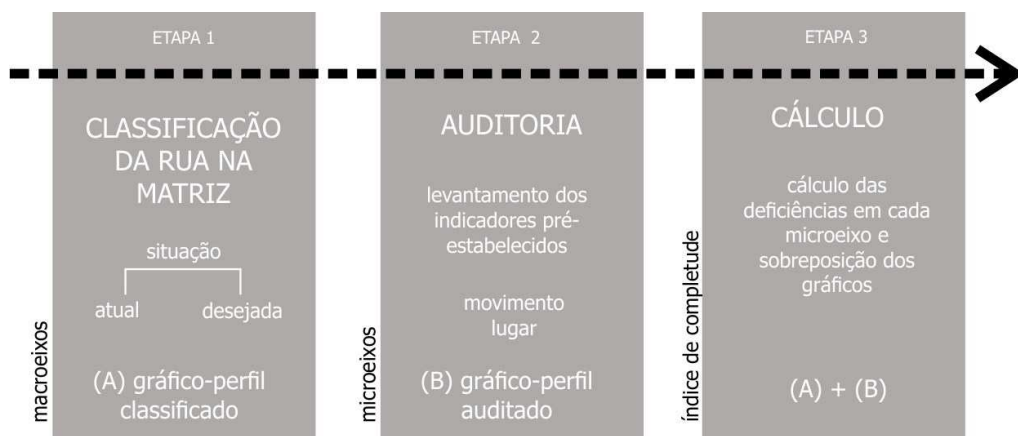 ETAPA 1
CLASSIFICAÇÃO
DA RUA NA
MATRIZ
situação
atual
desejada
(A) gráfico-perfil
classificado
macroeixos
ETAPA 2
AUDITORIA
levantamento dos
indicadores pré-
estabelecidos
movimento
lugar
(B) gráfico-perfil
auditado
microeixos
ETAPA 3
CÁLCULO
cálculo das
deficiências em cada
microeixo e
sobreposição dos
gráficos
(A) + (B)
índice de completude